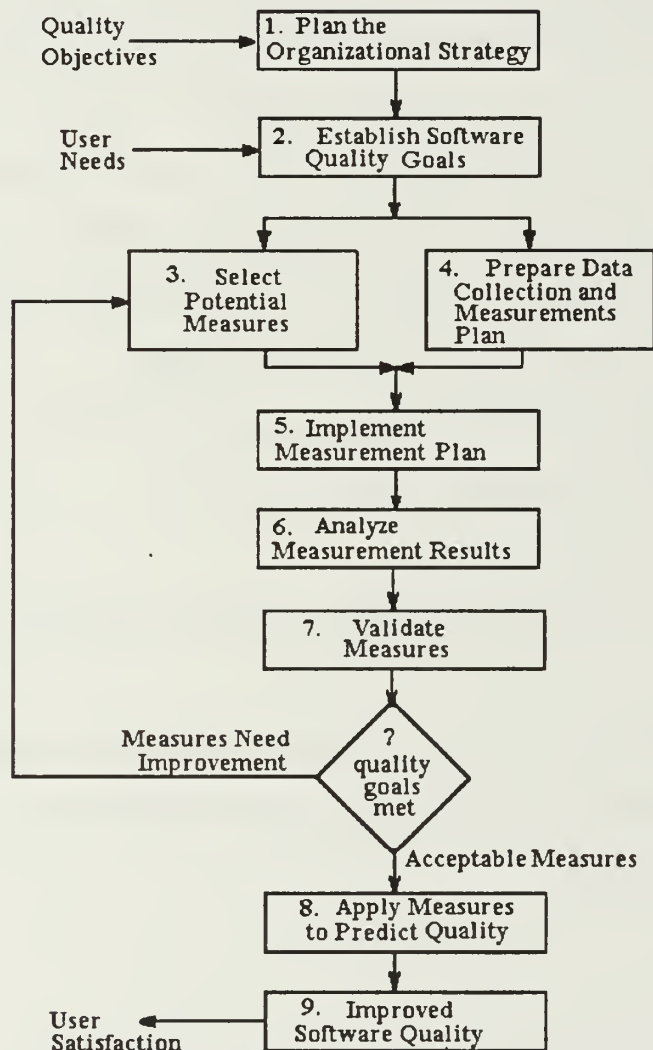 Quality
Objectives
1. Plan the
Organizational Strategy
User
Needs
2. Establish Software
Quality Goals
3. Select
Potential
Measures
4. Prepare Data
Collection and
Measurements
Plan
5. Implement
Measurement Plan
6. Analyze
Measurement Results
7. Validate
Measures
Measures Need
Improvement
?
quality
goals
met
Acceptable Measures
8. Apply Measures
to Predict Quality
9. Improved
Software Quality
User
Satisfaction